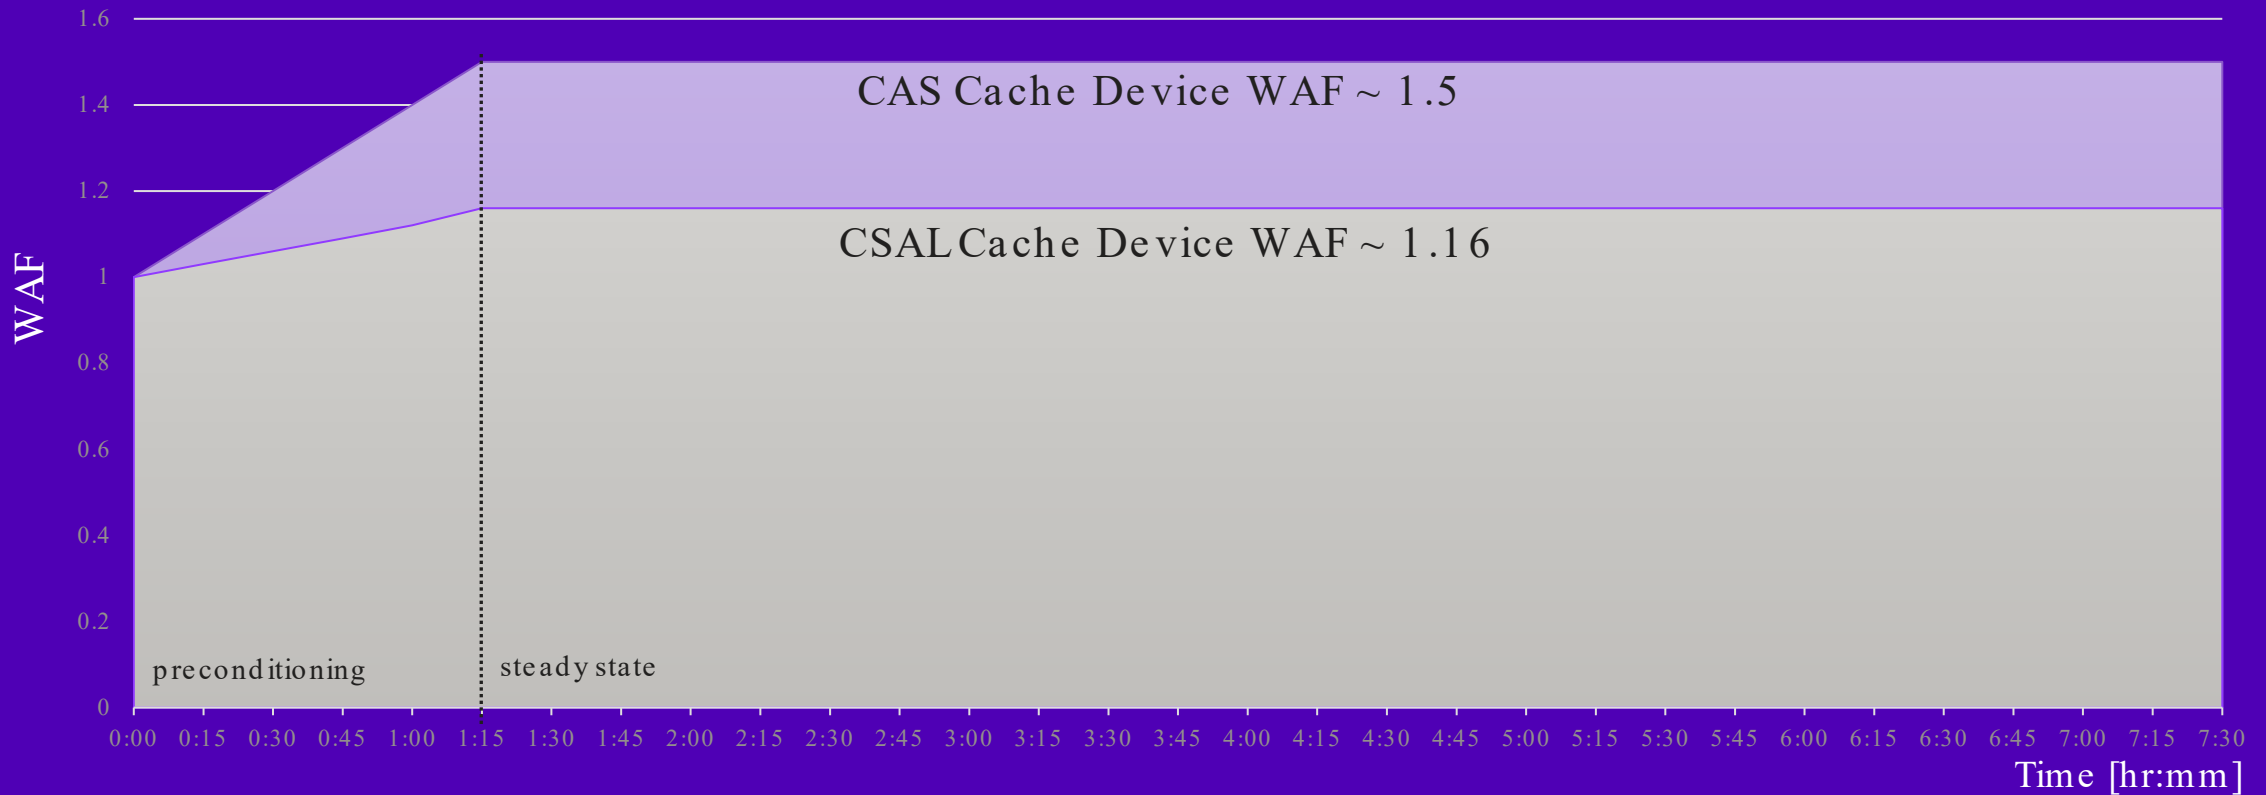 1.6
CAS Cache Device WAF ~ 1.5
1.4
1.2
CSAL Cache Device WAF ~ 1.16
1
WAF
0.8
0.6
0.4
0.2
preconditioning
steady state
0
0:00 0:15 0:30 0:45 1:00 1:15 1:30 1:45 2:00 2:15 2:30 2:45 3:00 3:15 3:30 3:45 4:00 4:15 4:30 4:45 5:00 5:15 5:30 5:45 6:00 6:15 6:30 6:45 7:00 7:15 7:30
Time [hr:mm]